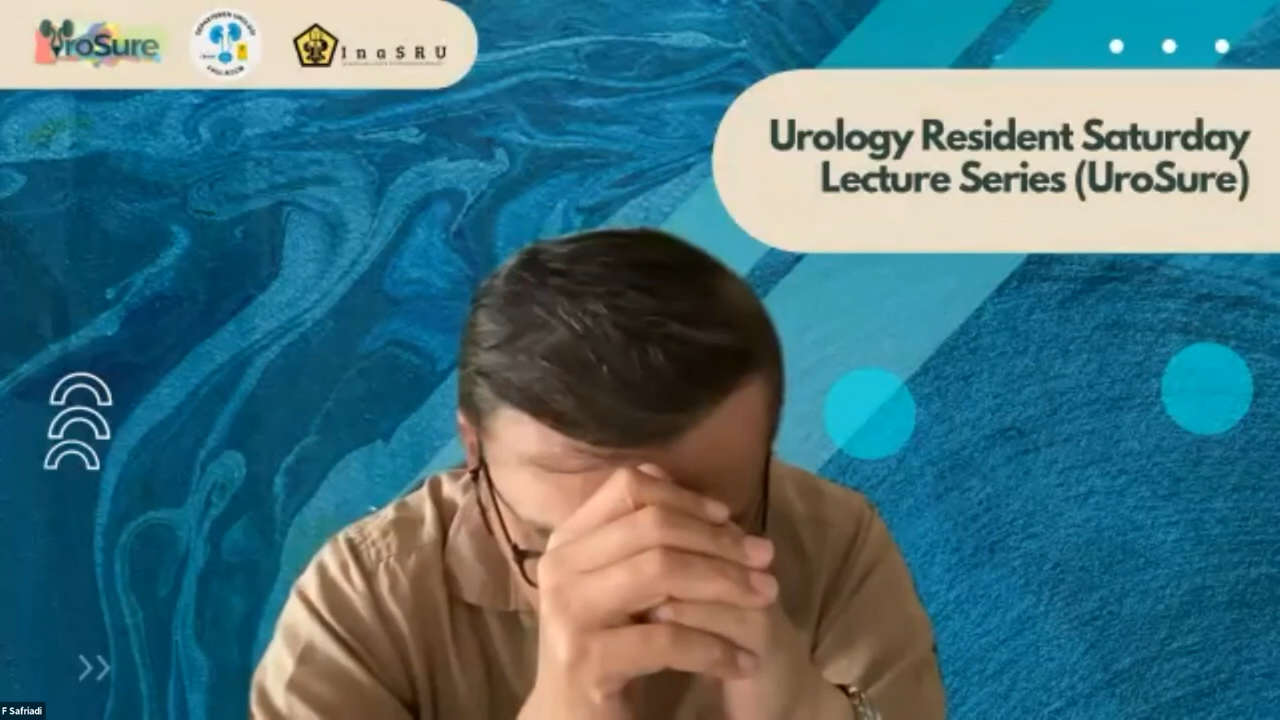 UroSure
InaSRU
Urology Resident Saturday
Lecture Series (UroSure)
F Safriadi